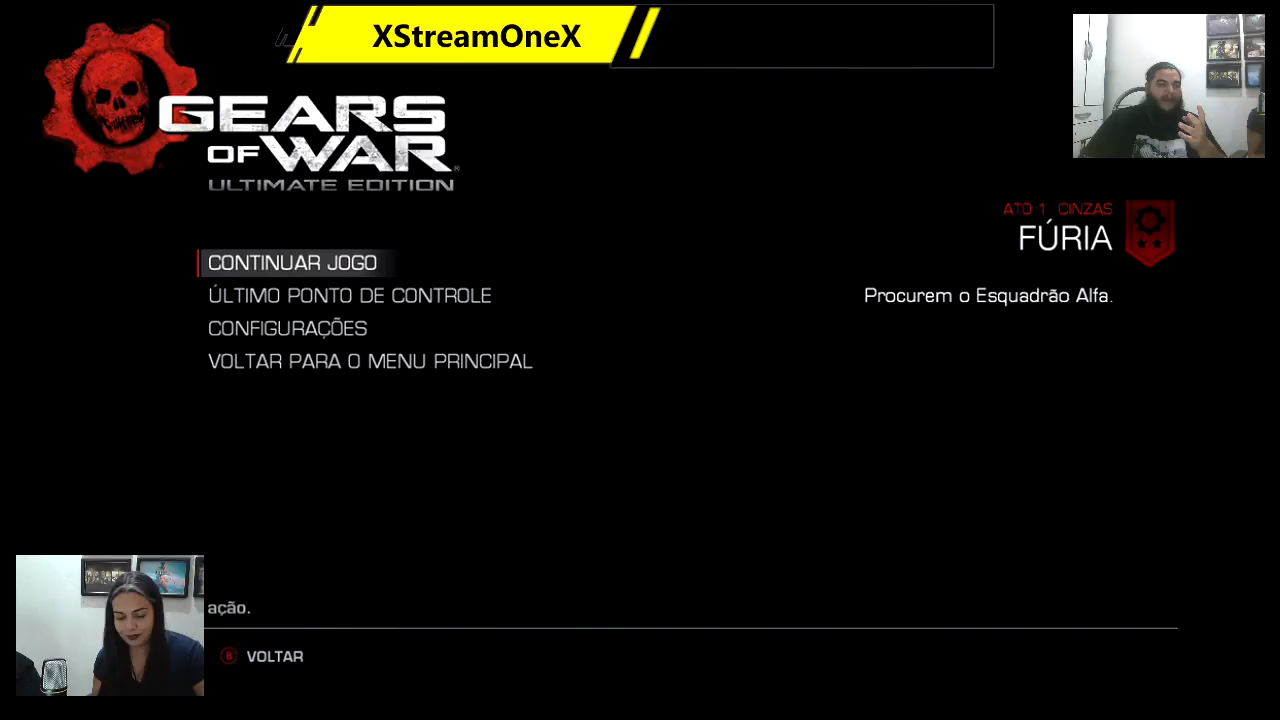 XStreamOneX
GEARS
OF WAR
ULTIMATE EDITION
ATO 1 CINZAS
FÚRIA
CONTINUAR JOGO
ÚLTIMO PONTO DE CONTROLE
Procurem o Esquadrão Alfa.
CONFIGURAÇÕES
VOLTAR PARA O MENU PRINCIPAL
ação.
B VOLTAR